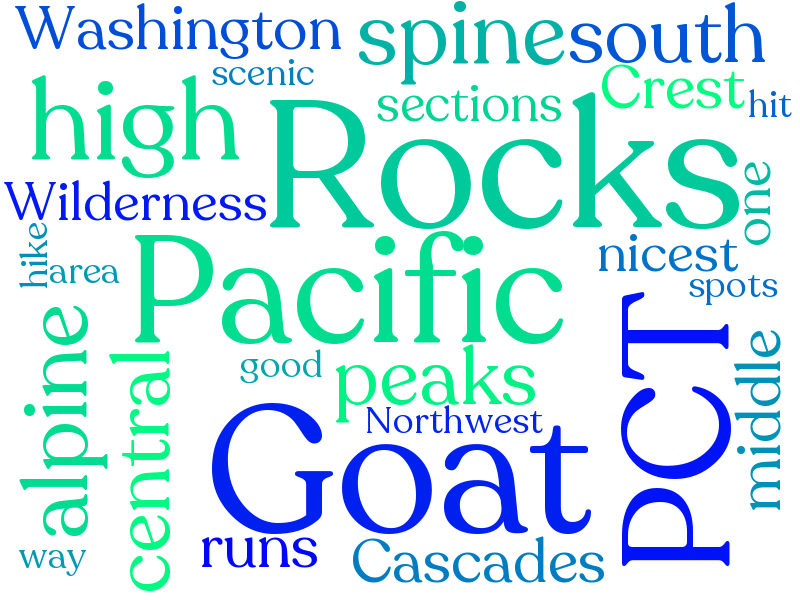 Washington
spine
south
scenic
high
sections
Crest
hit
Rocks
Wilderness
one
hike
area
Pacific
nicest
spots
alpine
central
good
peaks
PCT
middle
Northwest
Goat
way
runs
Cascades